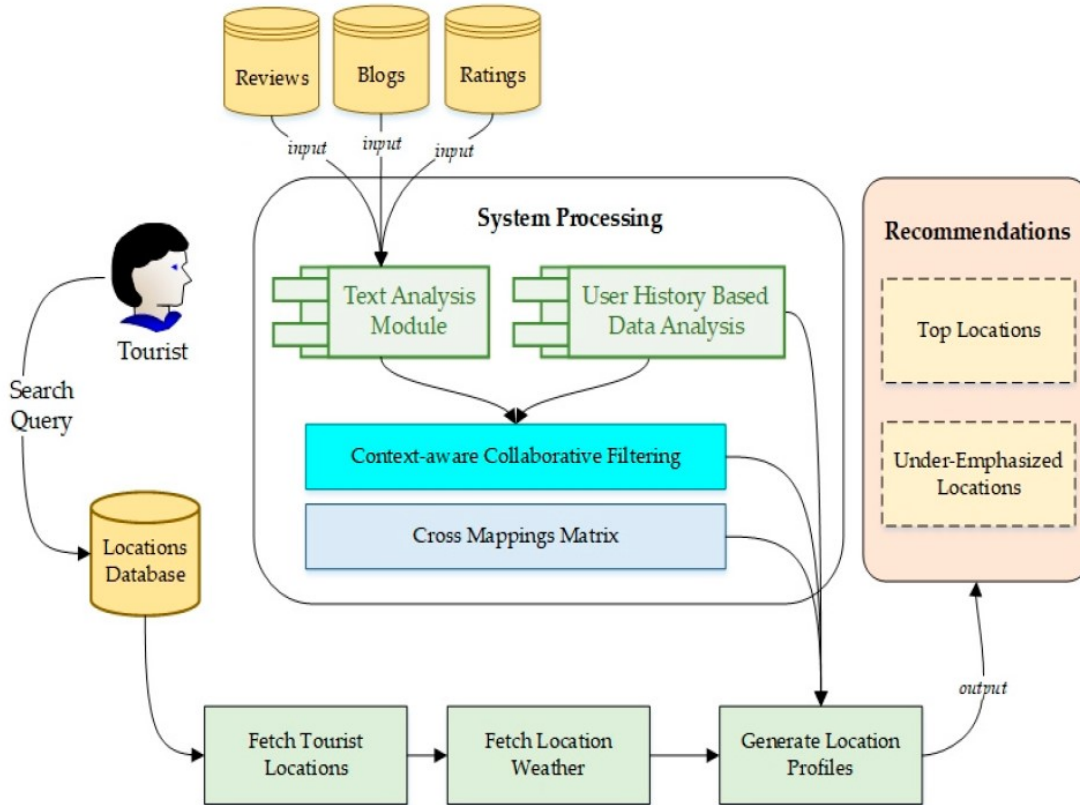 Reviews
Blogs
Ratings
input
input
input
System Processing
Recommendations
Text Analysis
Module
User History Based
Data Analysis
Top Locations
Tourist
Search
Query
Context-aware Collaborative Filtering
Under-Emphasized
Locations
Cross Mappings Matrix
Locations
Database
output
Fetch Tourist
Locations
Fetch Location
Weather
Generate Location
Profiles